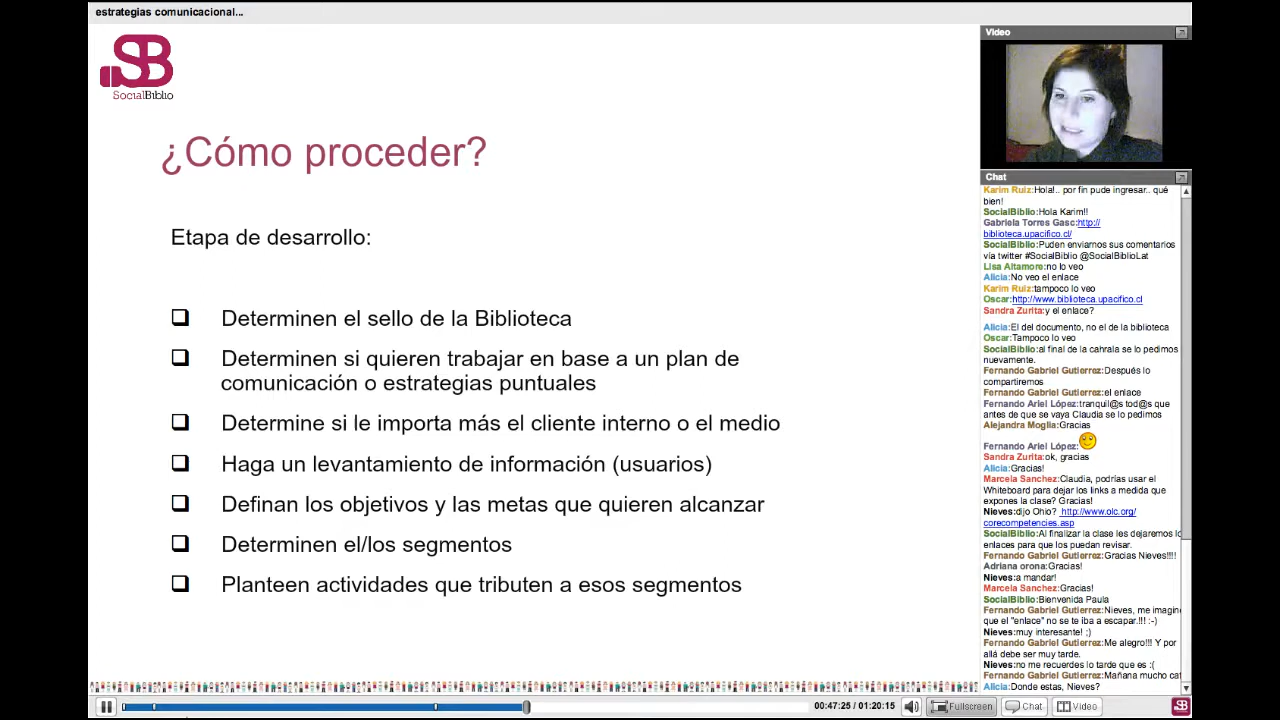 estrategias comunicacional...
SB
SocialBiblio
¿Cómo proceder?
Etapa de desarrollo:
Determinen el sello de la Biblioteca
Determinen si quieren trabajar en base a un plan de
comunicación o estrategias puntuales
Determine si le importa más el cliente interno o el medio
Haga un levantamiento de información (usuarios)
Definan los objetivos y las metas que quieren alcanzar
Determinen el/los segmentos
Planteen actividades que tributen a esos segmentos
Video
Chat
Karim Ruiz:Hola!.. por fin pude ingresar.. qué
bien!
SocialBiblio:Hola Karim!!
Gabriela Torres Gasc:http://
biblioteca.upacifico.cl/
SocialBiblio:Puden enviarnos sus comentarios
vía twitter #SocialBiblio @SocialBiblioLat
Lisa Altamore:no lo veo
Alicia:No veo el enlace
Karim Ruiz:tampoco lo veo
Oscar:http://www.biblioteca.upacifico.cl
Sandra Zurita:y el enlace?
Alicia:El del documento, no el de la biblioteca
Oscar:Tampoco lo veo
SocialBiblio:al final de la cahrala se lo pedimos
nuevamente.
Fernando Gabriel Gutierrez:Después lo
compartiremos
Fernando Gabriel Gutierrez:el enlace
Fernando Ariel López:tranquil@s tod@s que
antes de que se vaya Claudia se lo pedimos
Alejandra Moglia:Gracias
Fernando Ariel López:
Sandra Zurita:ok, gracias
Alicia:Gracias!
Marcela Sanchez:Claudia, podrías usar el
Whiteboard para dejar los links a medida que
expones la clase? Gracias!
Nieves:dijo Ohio? http://www.olc.org/
corecompetencies.asp
SocialBiblio:Al finalizar la clase les dejaremos lo
enlaces para que los puedan revisar.
Fernando Gabriel Gutierrez:Gracias Nieves!!!!
Adriana orona:Gracias!
Nieves:a mandar!
Marcela Sanchez:Gracias!
SocialBiblio:Bienvenida Paula
Fernando Gabriel Gutierrez:Nieves, me imagin
que el "enlace" no se te iba a escapar.!!! :-)
Nieves:muy interesante! ;)
Fernando Gabriel Gutierrez:Me alegro!!! Y por
allá debe ser muy tarde.
Nieves:no me recuerdes lo tarde que es :(
Fernando Gabriel Gutierrez:Mañana mucho caf
Alicia:Donde estas, Nieves?
00:47:25 / 01:20:15
Fullscreen
Chat
Video
SB